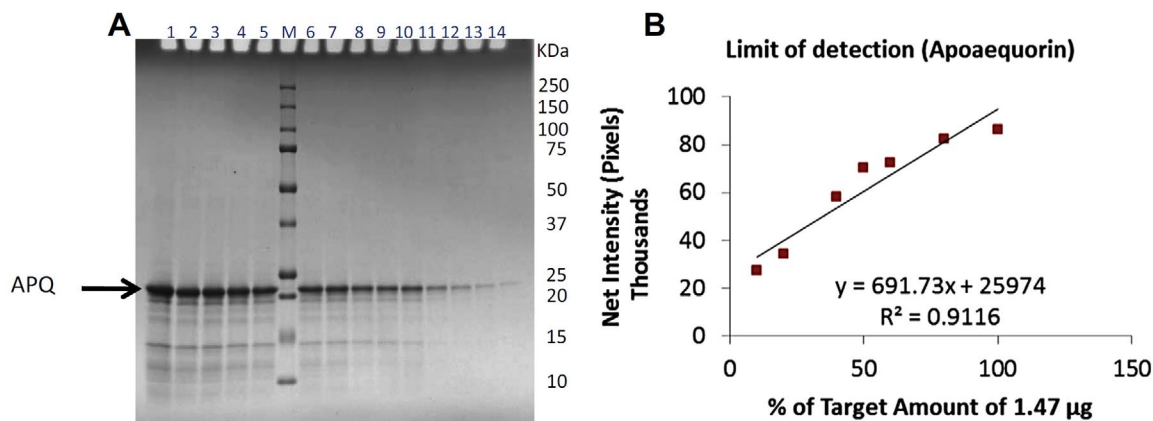 A
1 2 3 4 5 M 6 7 8 9 10 11 12 13 14
KDa
250
150
100
75
50
37
25
20
15
10
APQ
B
Limit of detection (Apoaequorin)
Net Intensity (Pixels)
Thousands
100
80
60
40
20
0
y = 691.73x + 25974
R² = 0.9116
0 50 100 150
% of Target Amount of 1.47 µg